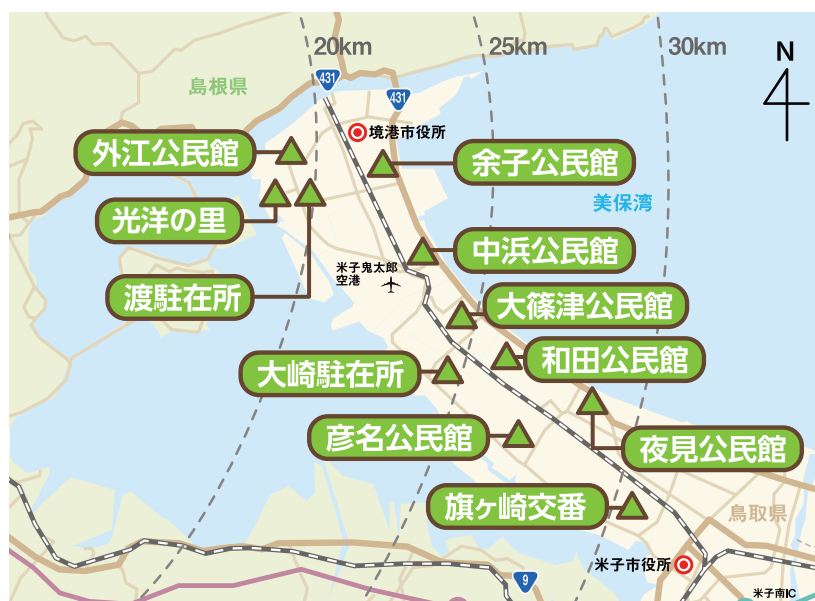 20km
25km
30km
N
島根県
431
431
境港市役所
外江公民館
余子公民館
光洋の里
美保湾
渡駐在所
中浜公民館
米子鬼太郎
空港
大篠津公民館
和田公民館
大崎駐在所
彦名公民館
夜見公民館
旗ヶ崎交番
鳥取県
米子市役所
9
米子南IC